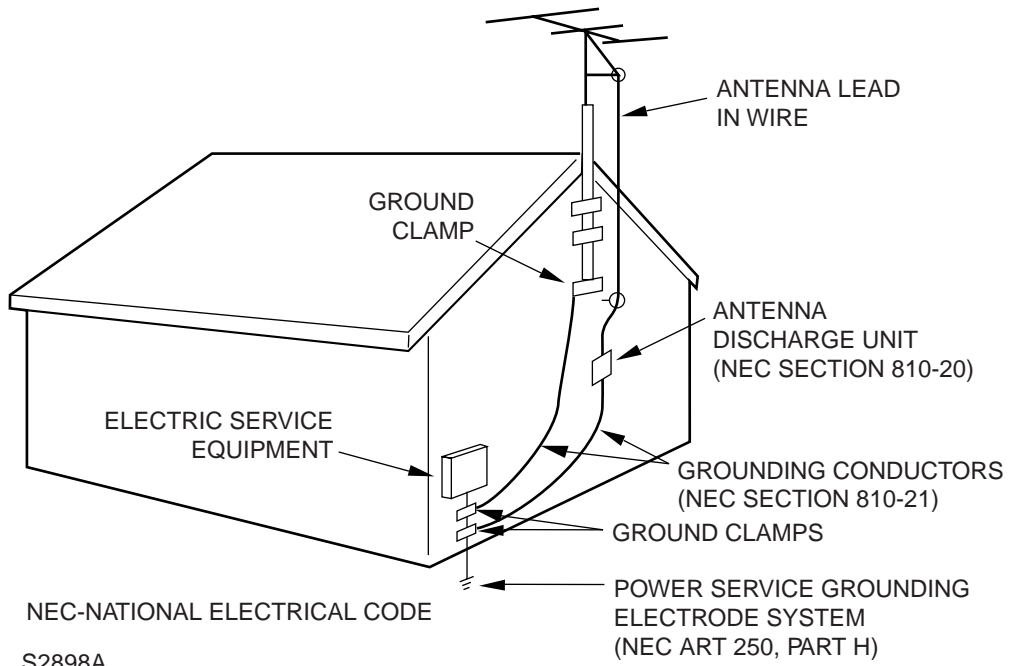 ANTENNA LEAD
IN WIRE
GROUND
CLAMP
ANTENNA
DISCHARGE UNIT
(NEC SECTION 810-20)
ELECTRIC SERVICE
EQUIPMENT
GROUNDING CONDUCTORS
(NEC SECTION 810-21)
GROUND CLAMPS
POWER SERVICE GROUNDING
ELECTRODE SYSTEM
(NEC ART 250, PART H)
NEC-NATIONAL ELECTRICAL CODE
S2898A